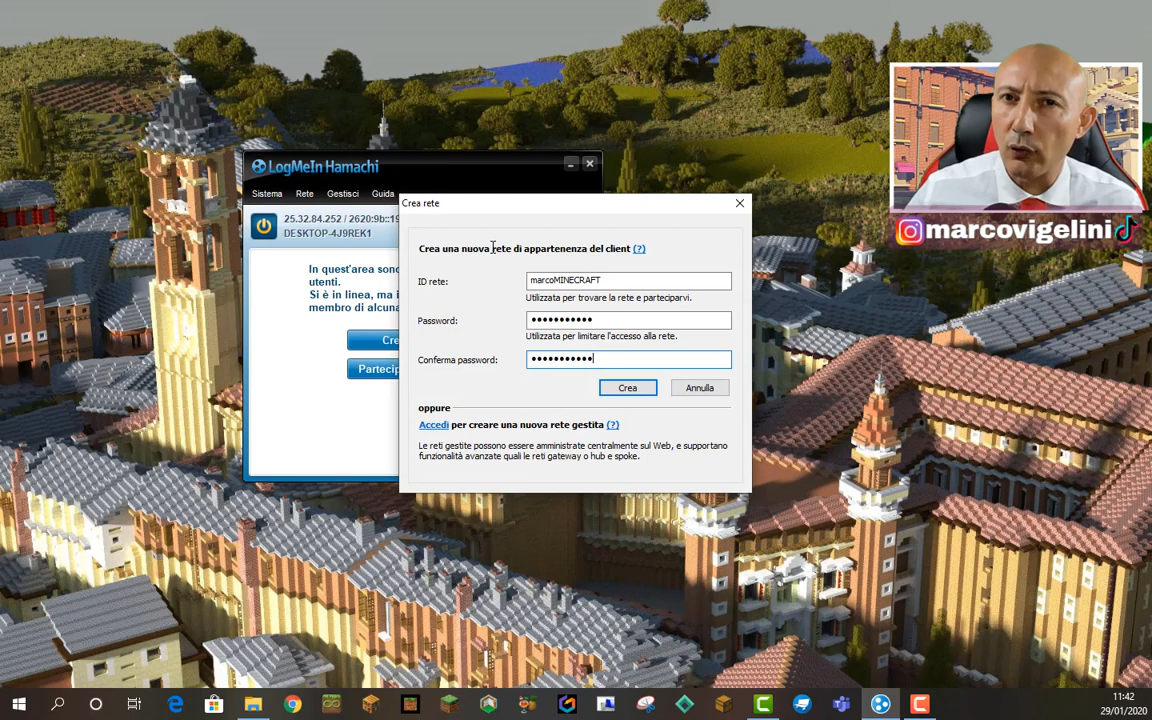 marcovigelini
LogMeIn Hamachi
Sistema Rete Gestisci Guida
25.32.84.252 / 2620:9b::19
DESKTOP-4J9REK1
In quest'area sono
utenti.
Si è in linea, ma
membro di alcuna
Cre
Partecip
Crea rete
Crea una nuova rete di appartenenza del client (?)
ID rete: marcoMINECRAFT
Utilizzata per trovare la rete e parteciparvi.
Password: •••••••••••
Utilizzata per limitare l'accesso alla rete.
Conferma password: •••••••••••
Crea Annulla
oppure
Accedi per creare una nuova rete gestita (?)
Le reti gestite possono essere amministrate centralmente sul Web, e supportano
funzionalità avanzate quali le reti gateway o hub e spoke.
11:42
29/01/2020